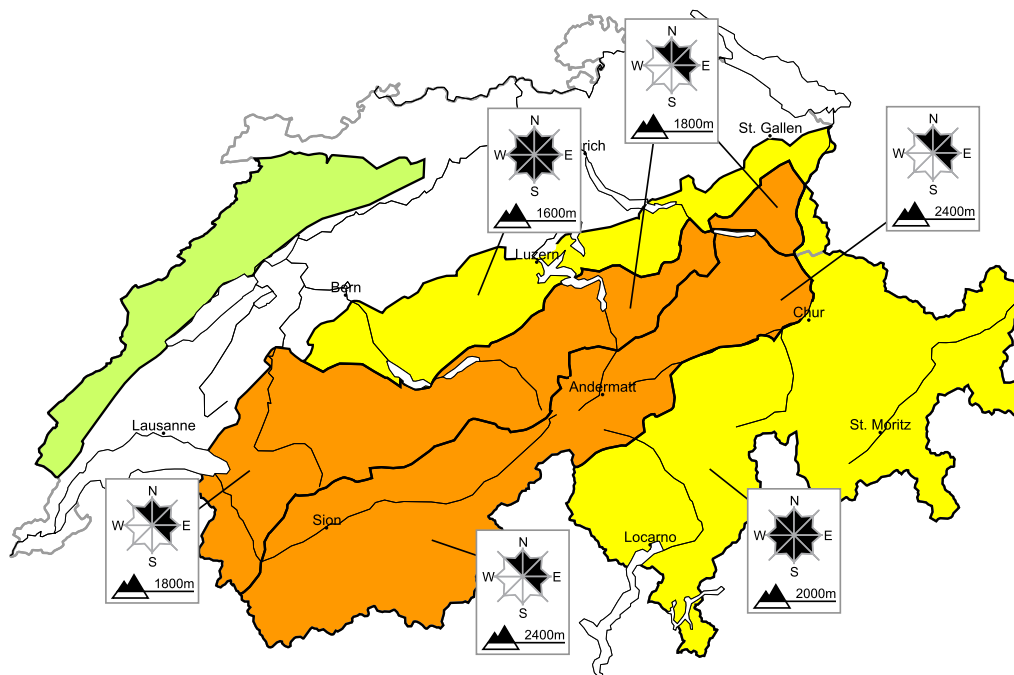 N
W E
S
1800m
N
W E
S
1600m
St. Gallen
N
W E
S
2400m
rich
Luzern
Bern
Chur
Andermatt
Lausanne
St. Moritz
N
W E
S
1800m
Sion
N
W E
S
2400m
Locarno
N
W E
S
2000m